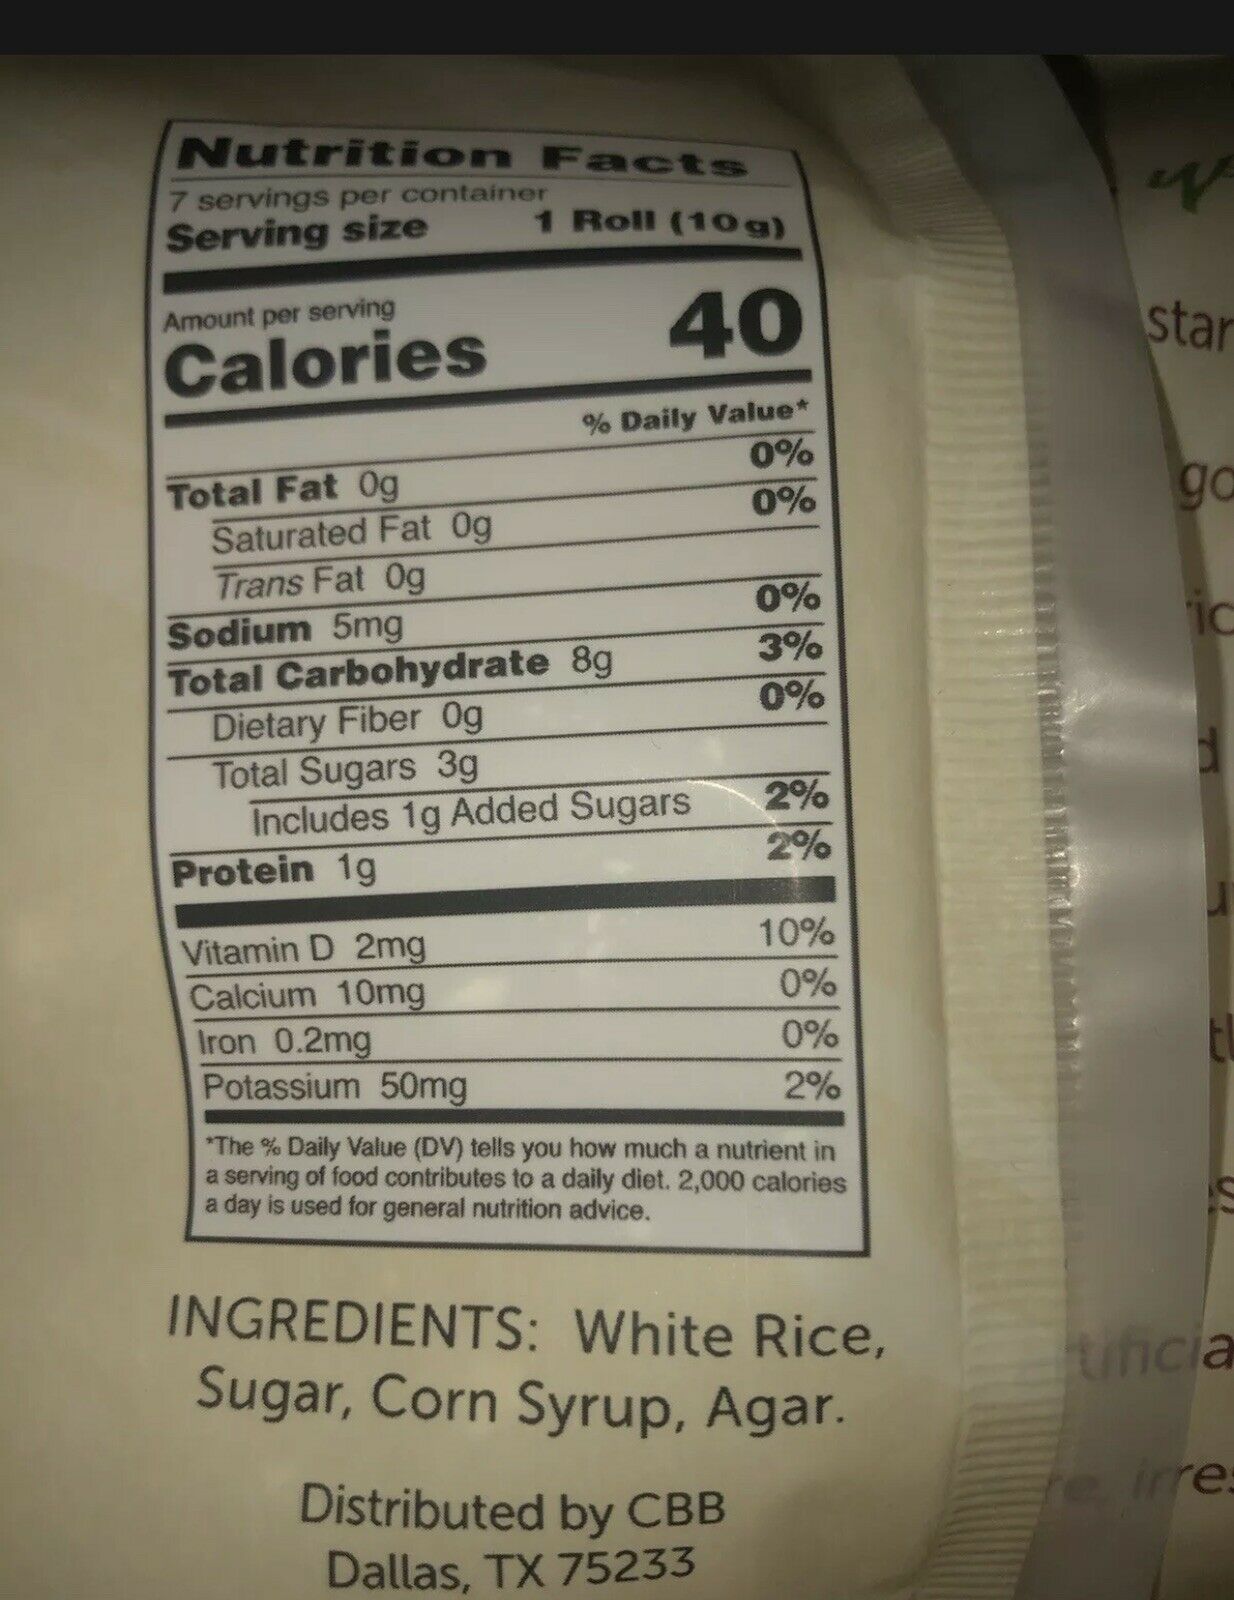 Nutrition Facts
7 servings per container
Serving size 1 Roll (10g)
Amount per serving
Calories 40
% Daily Value*
Total Fat 0g 0%
Saturated Fat 0g 0%
Trans Fat 0g
Sodium 5mg 0%
Total Carbohydrate 8g 3%
Dietary Fiber 0g 0%
Total Sugars 3g
Includes 1g Added Sugars 2%
Protein 1g 2%
Vitamin D 2mg 10%
Calcium 10mg 0%
Iron 0.2mg 0%
Potassium 50mg 2%
*The % Daily Value (DV) tells you how much a nutrient in
a serving of food contributes to a daily diet. 2,000 calories
a day is used for general nutrition advice.
INGREDIENTS: White Rice,
Sugar, Corn Syrup, Agar.
Distributed by CBB
Dallas, TX 75233